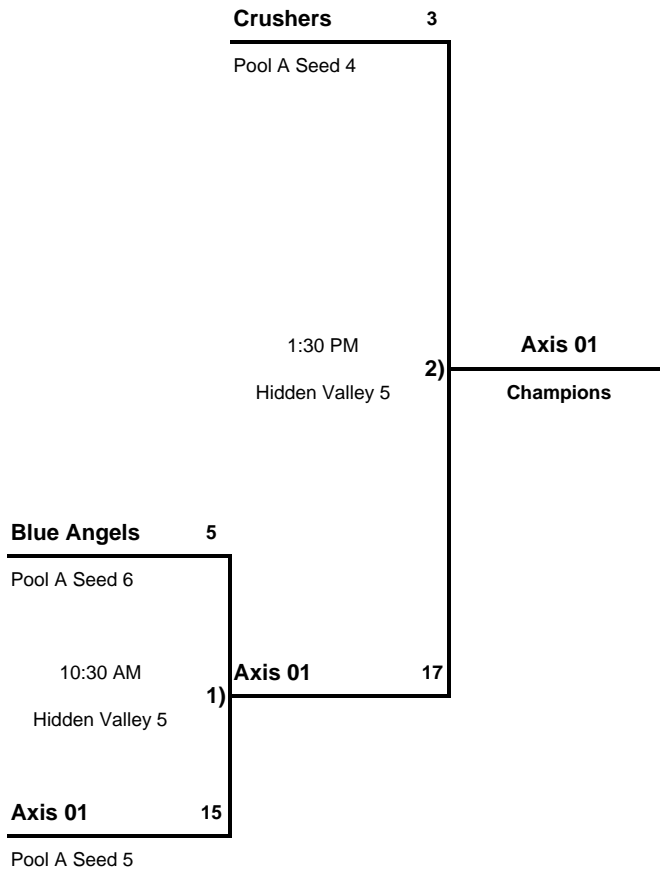 Crushers 3
Pool A Seed 4
1:30 PM
Axis 01
2)
Hidden Valley 5
Champions
Blue Angels 5
Pool A Seed 6
10:30 AM
Axis 01 17
1)
Hidden Valley 5
Axis 01 15
Pool A Seed 5